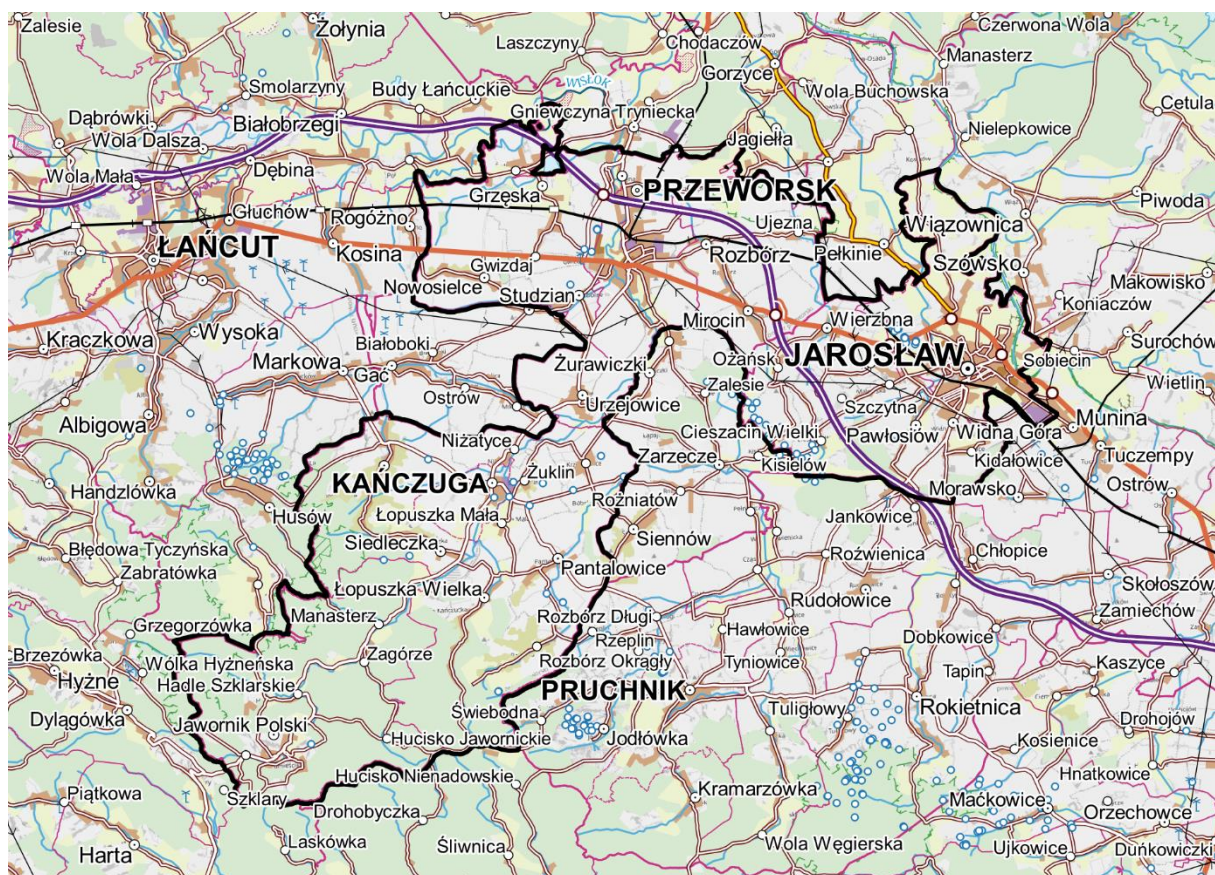 Zalesie
Żołynia
Laszczyny
Chodaczów
Czerwona Wola
Manasterz
Gorzyce
Smolarzyny
Budy Łańcuckie
WISŁOK
Wola Buchowska
Cetula
Dąbrówki
Białobrzegi
Gniewczyna Tryniecka
Wola Dalsza
Jagiełła
Nielepkowice
Dębina
Wola Mała
Grzęska
PRZEWORSK
Piwoda
Głuchów
Rogóżno
Ujezna
Wiązownica
ŁAŃCUT
Kosina
Rozbórz
Pełkinie
Gwizdaj
Szówsko
Nowosielce
Studzian
Makowisko
Koniaczów
Wysoka
Mirocin
Wierzbna
Kraczkowa
Białoboki
Surochów
Markowa
Żurawiczki
Ożańsk
JAROSŁAW
Sobiecin
Gać
Zalesie
Wietlin
Ostrów
Urzejowice
Szczytna
Albigowa
Munina
Niżatyce
Cieszacin Wielki
Pawłosiów
Widna Góra
Zarzecze
Kisielów
Kidałowice
Tuczempy
KAŃCZUGA
Żuklin
Handzlówka
Rożniatów
Morawsko
Ostrów
Husów
Łopuszka Mała
Jankowice
Siedleczka
Siennów
Błędowa Tyczyńska
Roźwienica
Chłopice
Zabratówka
Pantalowice
Skołoszów
Łopuszka Wielka
Rudołowice
Manasterz
Rozbórz Długi
Zamiechów
Grzegorzówka
Rzeplin
Hawłowice
Dobkowice
Brzezówka
Wólka Hyżneńska
Zagórze
Rozbórz Okrągły
Tyniowice
Tapin
Kaszyce
Hyżne
Hadle Szklarskie
PRUCHNIK
Rokietnica
Dylągówka
Jawornik Polski
Świebodna
Tuligłowy
Drohojów
Hucisko Jawornickie
Jodłówka
Kosienice
Hucisko Nienadowskie
Hnatkowice
Piątkowa
Szklary
Kramarzówka
Drohobyczka
Maćkowice
Orzechowce
Harta
Laskówka
Śliwnica
Wola Węgierska
Ujkowice
Duńkowiczki